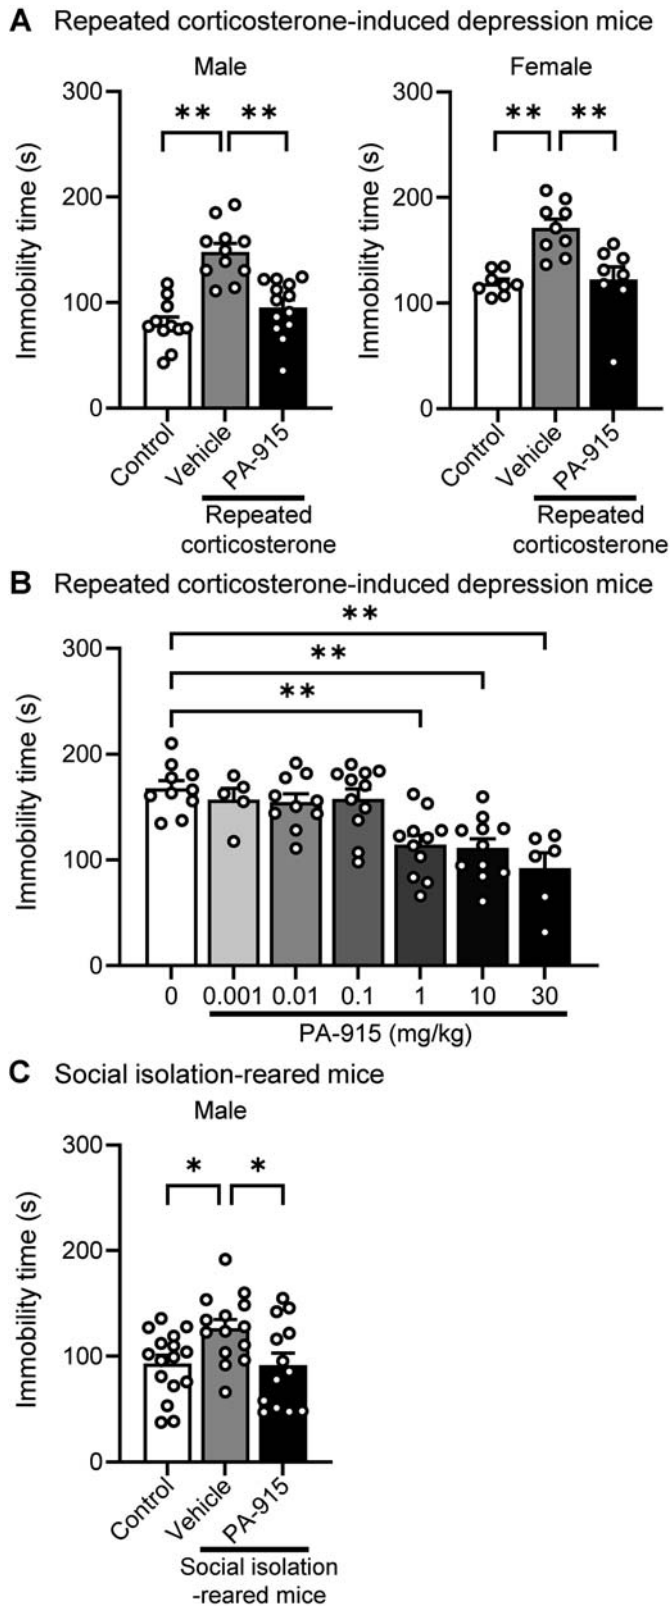 A Repeated corticosterone-induced depression mice
Male
Female
Immobility time (s)
300
200
100
0
** **
Control
Vehicle
PA-915
Repeated
corticosterone
Immobility time (s)
300
200
100
0
** **
Control
Vehicle
PA-915
Repeated
corticosterone
B Repeated corticosterone-induced depression mice
Immobility time (s)
300
200
100
0
**
**
**
0 0.001 0.01 0.1 1 10 30
PA-915 (mg/kg)
C Social isolation-reared mice
Male
Immobility time (s)
300
200
100
0
* *
Control
Vehicle
PA-915
Social isolation
-reared mice